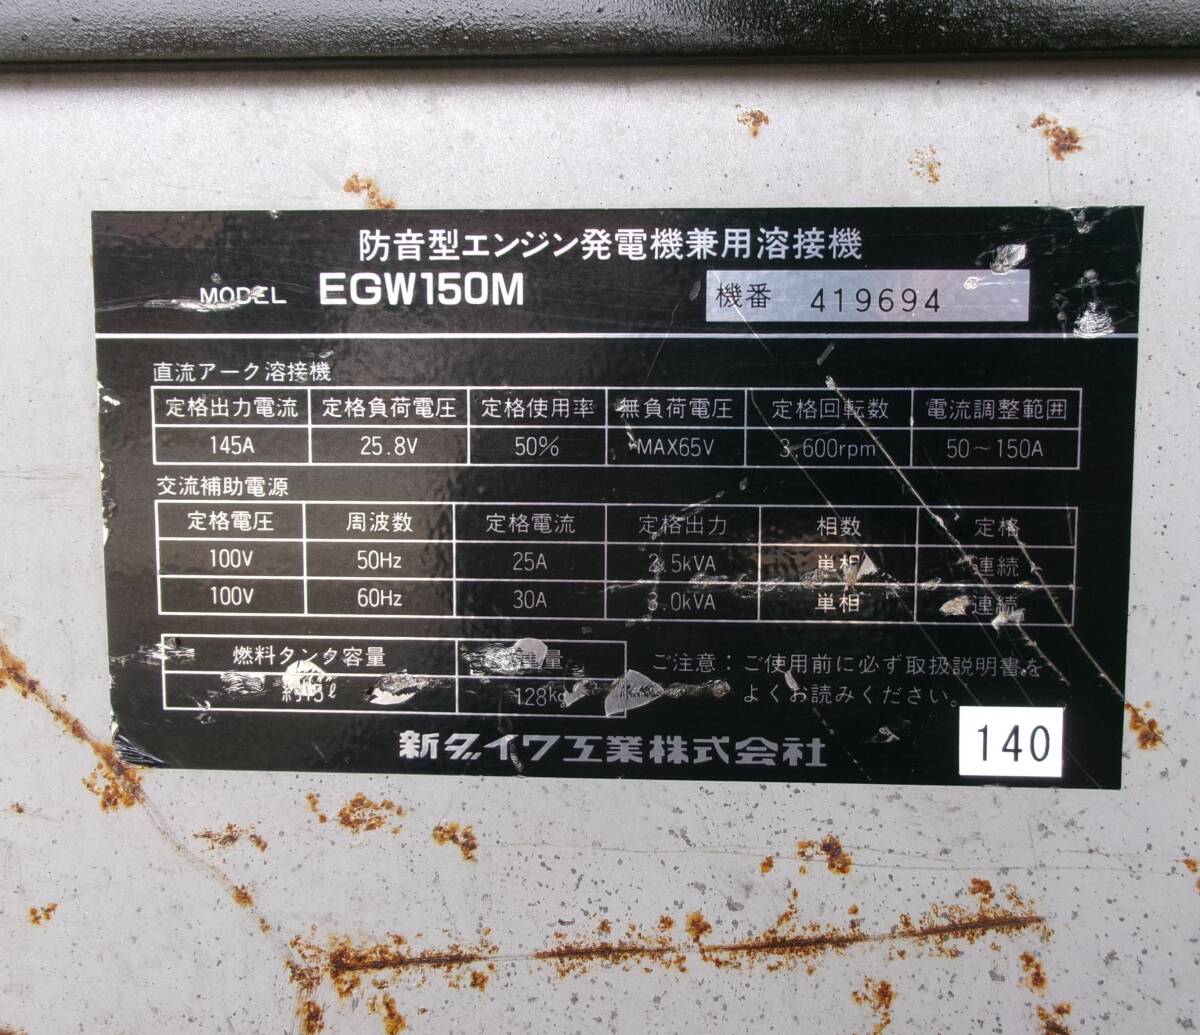 防音型エンジン発電機兼用溶接機
MODEL EGW150M 機番 419694
直流アーク溶接機
定格出力電流 定格負荷電圧 定格使用率 無負荷電圧 定格回転数 電流調整範囲
145A 25.8V 50% MAX65V 3,600rpm 50～150A
交流補助電源
定格電圧 周波数 定格電流 定格出力 相数 定格
100V 50Hz 25A 2.5kVA 単相 連続
100V 60Hz 30A 3.0kVA 単相 連続
燃料タンク容量 量
128kg
ご注意：ご使用前に必ず取扱説明書を
よくお読みください。
新ダイワ工業株式会社
140